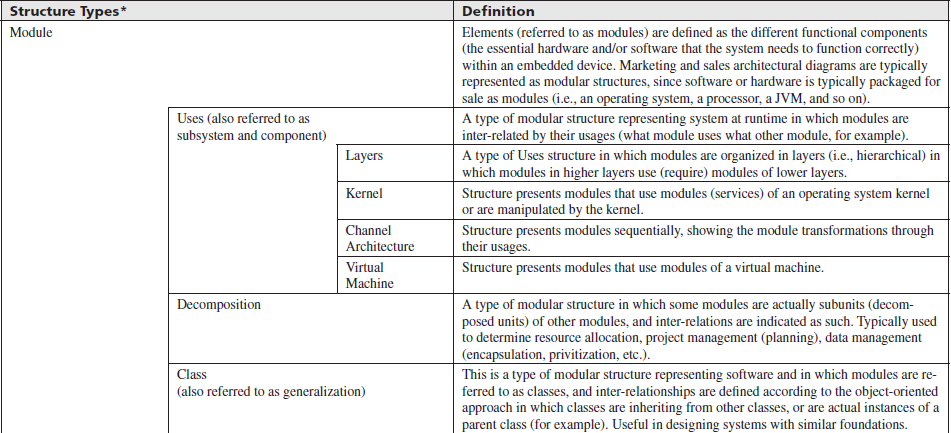 Structure Types* Definition
Module
Elements (referred to as modules) are defined as the different functional components
(the essential hardware and/or software that the system needs to function correctly)
within an embedded device. Marketing and sales architectural diagrams are typically
represented as modular structures, since software or hardware is typically packaged for
sale as modules (i.e., an operating system, a processor, a JVM, and so on).
Uses (also referred to as
subsystem and component)
A type of modular structure representing system at runtime in which modules are
inter-related by their usages (what module uses what other module, for example).
Layers
A type of Uses structure in which modules are organized in layers (i.e., hierarchical) in
which modules in higher layers use (require) modules of lower layers.
Kernel
Structure presents modules that use modules (services) of an operating system kernel
or are manipulated by the kernel.
Channel
Architecture
Structure presents modules sequentially, showing the module transformations through
their usages.
Virtual
Machine
Structure presents modules that use modules of a virtual machine.
Decomposition
A type of modular structure in which some modules are actually subunits (decom-
posed units) of other modules, and inter-relations are indicated as such. Typically used
to determine resource allocation, project management (planning), data management
(encapsulation, privitization, etc.).
Class
(also referred to as generalization)
This is a type of modular structure representing software and in which modules are re-
ferred to as classes, and inter-relationships are defined according to the object-oriented
approach in which classes are inheriting from other classes, or are actual instances of a
parent class (for example). Useful in designing systems with similar foundations.